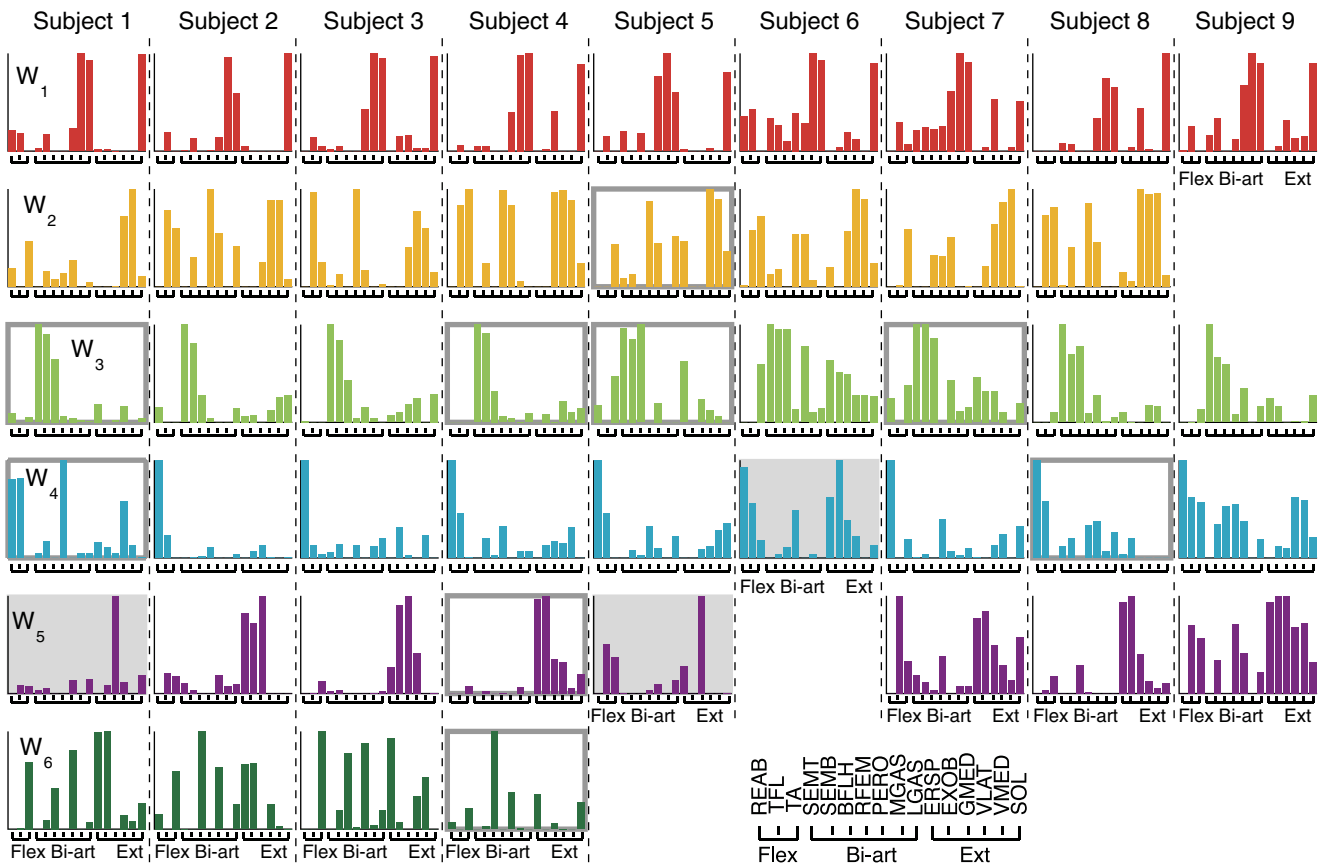 Subject 1 Subject 2 Subject 3 Subject 4 Subject 5 Subject 6 Subject 7 Subject 8 Subject 9
W1
Flex Bi-art Ext
W2
W3
W4
Flex Bi-art Ext
W5
Flex Bi-art Ext Flex Bi-art Ext Flex Bi-art Ext Flex Bi-art Ext
W6
REAB TFL TA SEMT SEMB BELH RFEM PERO MGAS LGAS ERSP EXOB GMED VLAT VMED SOL
Flex Bi-art Ext Flex Bi-art Ext Flex Bi-art Ext Flex Bi-art Ext Flex Bi-art Ext